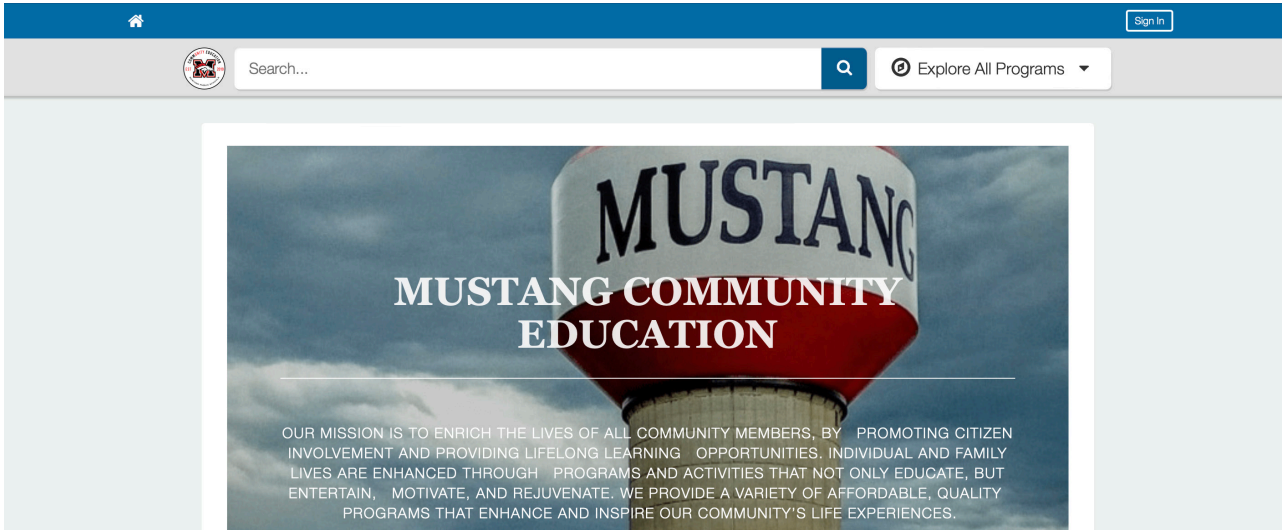 Sign In
Search...
Explore All Programs
MUSTANG
MUSTANG COMMUNITY
EDUCATION
OUR MISSION IS TO ENRICH THE LIVES OF ALL COMMUNITY MEMBERS, BY PROMOTING CITIZEN
INVOLVEMENT AND PROVIDING LIFELONG LEARNING OPPORTUNITIES. INDIVIDUAL AND FAMILY
LIVES ARE ENHANCED THROUGH PROGRAMS AND ACTIVITIES THAT NOT ONLY EDUCATE, BUT
ENTERTAIN, MOTIVATE, AND REJUVENATE. WE PROVIDE A VARIETY OF AFFORDABLE, QUALITY
PROGRAMS THAT ENHANCE AND INSPIRE OUR COMMUNITY'S LIFE EXPERIENCES.